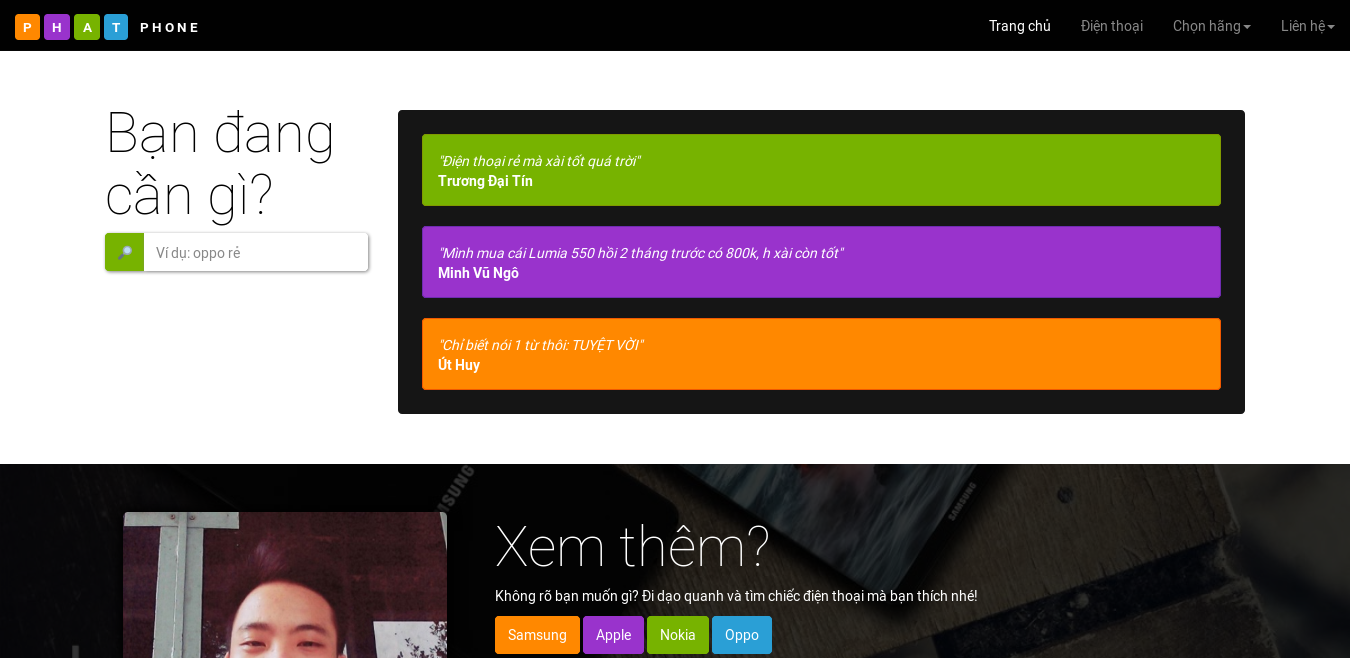 P H A T PHONE
Trang chủ Điện thoại Chọn hãng Liên hệ
Bạn đang
cần gì?
Ví dụ: oppo rẻ
"Điện thoại rẻ mà xài tốt quá trời"
Trương Đại Tín
"Mình mua cái Lumia 550 hồi 2 tháng trước có 800k, h xài còn tốt"
Minh Vũ Ngô
"Chỉ biết nói 1 từ thôi: TUYỆT VỜI"
Út Huy
SAMSUNG
SAMSUNG
Xem thêm?
Không rõ bạn muốn gì? Đi dạo quanh và tìm chiếc điện thoại mà bạn thích nhé!
Samsung Apple Nokia Oppo